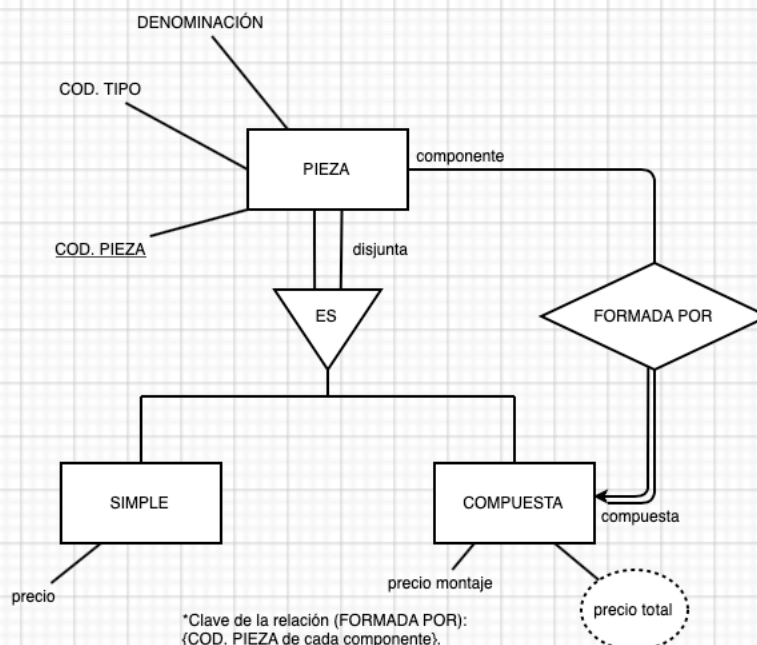 DENOMINACIÓN
COD. TIPO
PIEZA
componente
COD. PIEZA
disjunta
ES
FORMADA POR
SIMPLE
COMPUESTA
compuesta
precio
precio montaje
precio total
*Clave de la relación (FORMADA POR):
{COD. PIEZA de cada componente}.